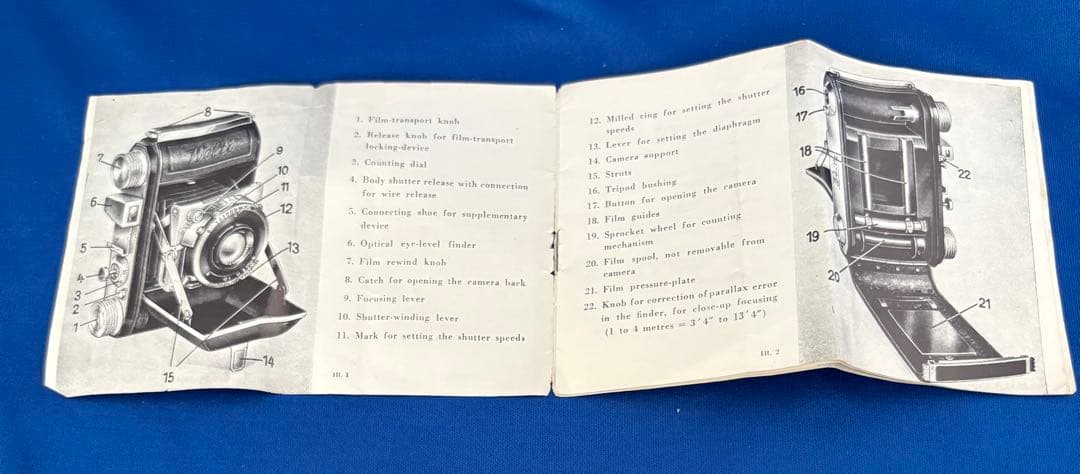 8
7
6
5
4
3
2
1
9
10
11
12
13
14
15
Welti
1. Film-transport knob
2. Release knob for film-transport
locking-device
3. Counting dial
4. Body shutter release with connection
for wire release
5. Connecting shoe for supplementary
device
6. Optical eye-level finder
7. Film rewind knob
8. Catch for opening the camera back
9. Focusing lever
10. Shutter-winding lever
11. Mark for setting the shutter speeds
Ill. 1
12. Milled ring for setting the shutter
speeds
13. Lever for setting the diaphragm
14. Camera support
15. Struts
16. Tripod bushing
17. Button for opening the camera
18. Film guides
19. Sprocket wheel for counting
mechanism
20. Film spool, not removable from
camera
21. Film pressure-plate
22. Knob for correction of parallax error
in the finder, for close-up focusing
(1 to 4 metres = 3′4″ to 13′4″)
Ill. 2
16
17
18
19
20
22
21